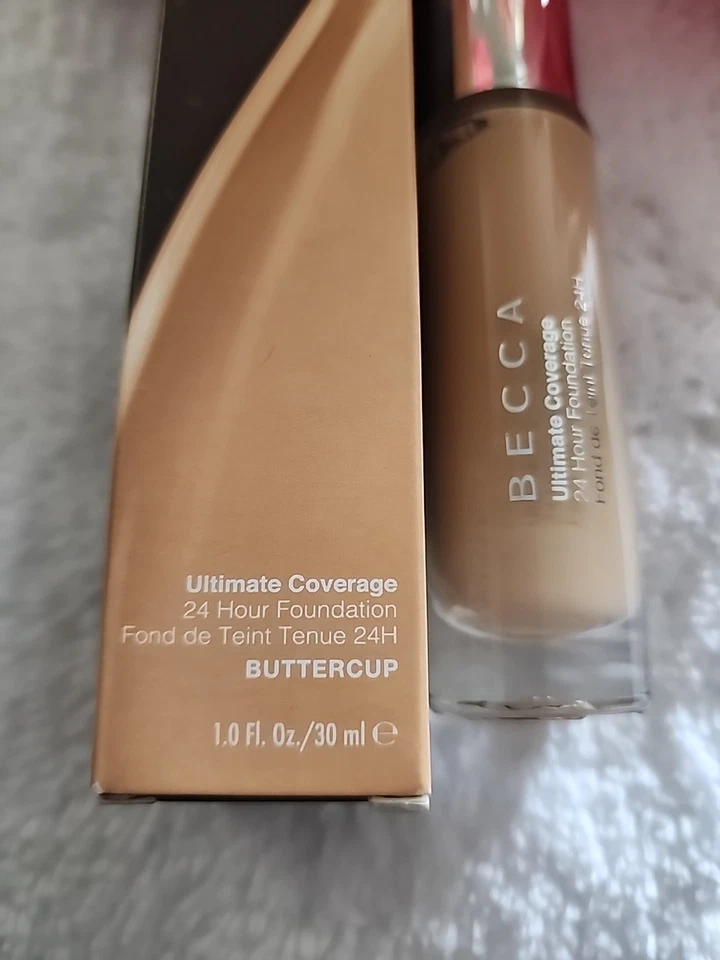 Ultimate Coverage
24 Hour Foundation
Fond de Teint Tenue 24H
BUTTERCUP
1.0 Fl. Oz./30 ml ℮
BECCA
Ultimate Coverage
24 Hour Foundation
Fond de Teint Tenue 24H